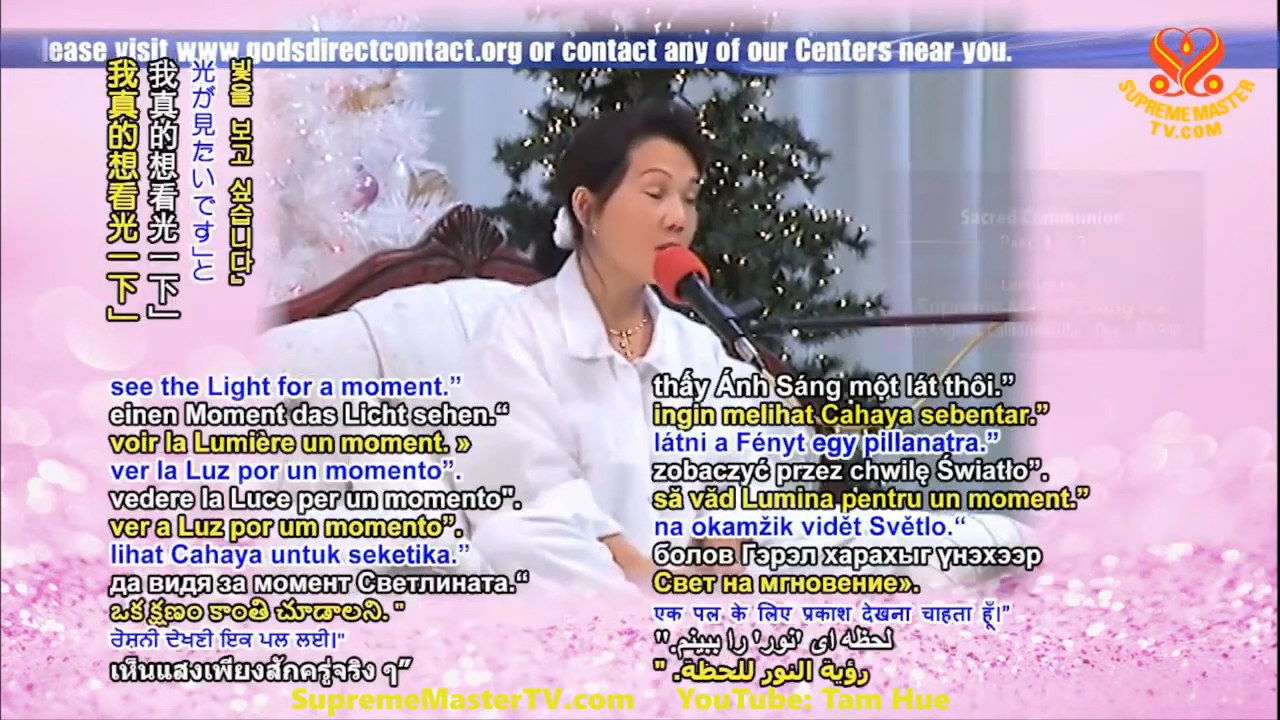 lease visit www.godsdirectcontact.org or contact any of our Centers near you.
SUPREME MASTER
TV.COM
빛을 보고 싶습니다』
光が見たいです」と
我真的想看光一下」
我真的想看光一下」
Sacred Communion
see the Light for a moment.”
einen Moment das Licht sehen.“
voir la Lumière un moment. »
ver la Luz por un momento”.
vedere la Luce per un momento".
ver a Luz por um momento”.
lihat Cahaya untuk seketika.”
да видя за момент Светлината.“
ఒక క్షణం కాంతి చూడాలని. "
ਰੋਸ਼ਨੀ ਦੇਖਣੀ ਇਕ ਪਲ ਲਈ।"
เห็นแสงเพียงสักครู่จริง ๆ”
thấy Ánh Sáng một lát thôi.”
ingin melihat Cahaya sebentar.”
látni a Fényt egy pillanatra.”
zobaczyć przez chwilę Światło”.
să văd Lumina pentru un moment.”
na okamžik vidět Světlo.“
болов Гэрэл харахыг үнэхээр
Свет на мгновение».
एक पल के लिए प्रकाश देखना चाहता हूँ।”
لحظه ای 'نور' را ببینم."
رؤية النور للحظة. "
SupremeMasterTV.com YouTube: Tam Hue